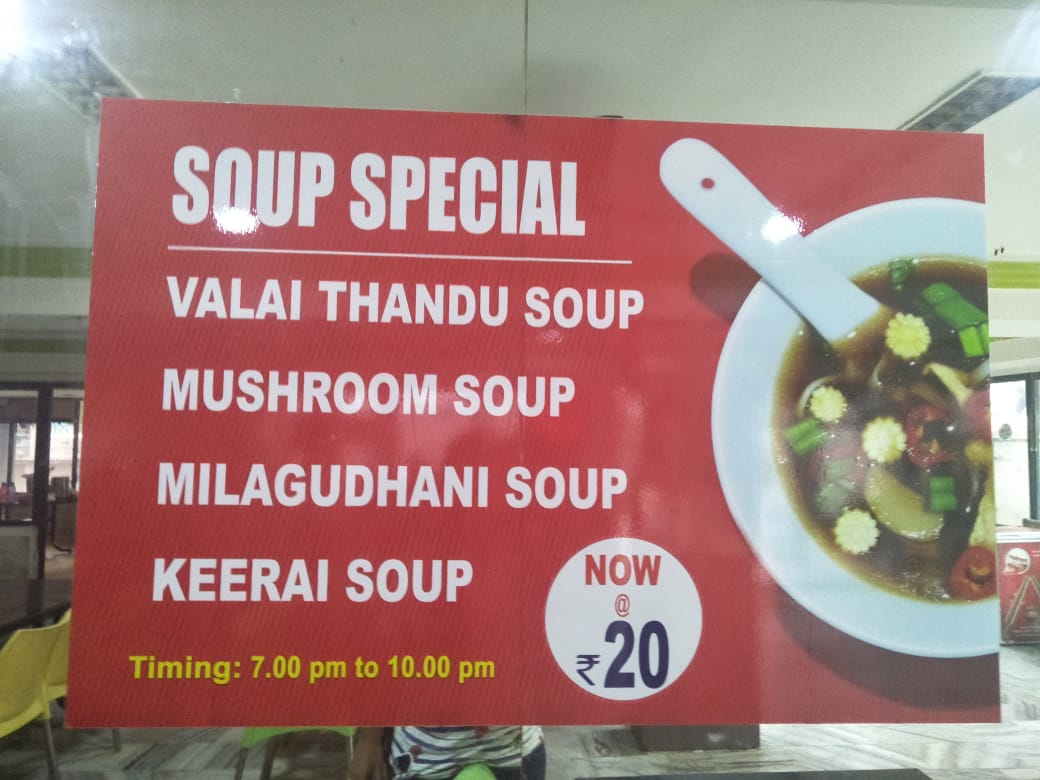 SOUP SPECIAL
VALAI THANDU SOUP
MUSHROOM SOUP
MILAGUDHANI SOUP
KEERAI SOUP
Timing: 7.00 pm to 10.00 pm
NOW
@
₹20